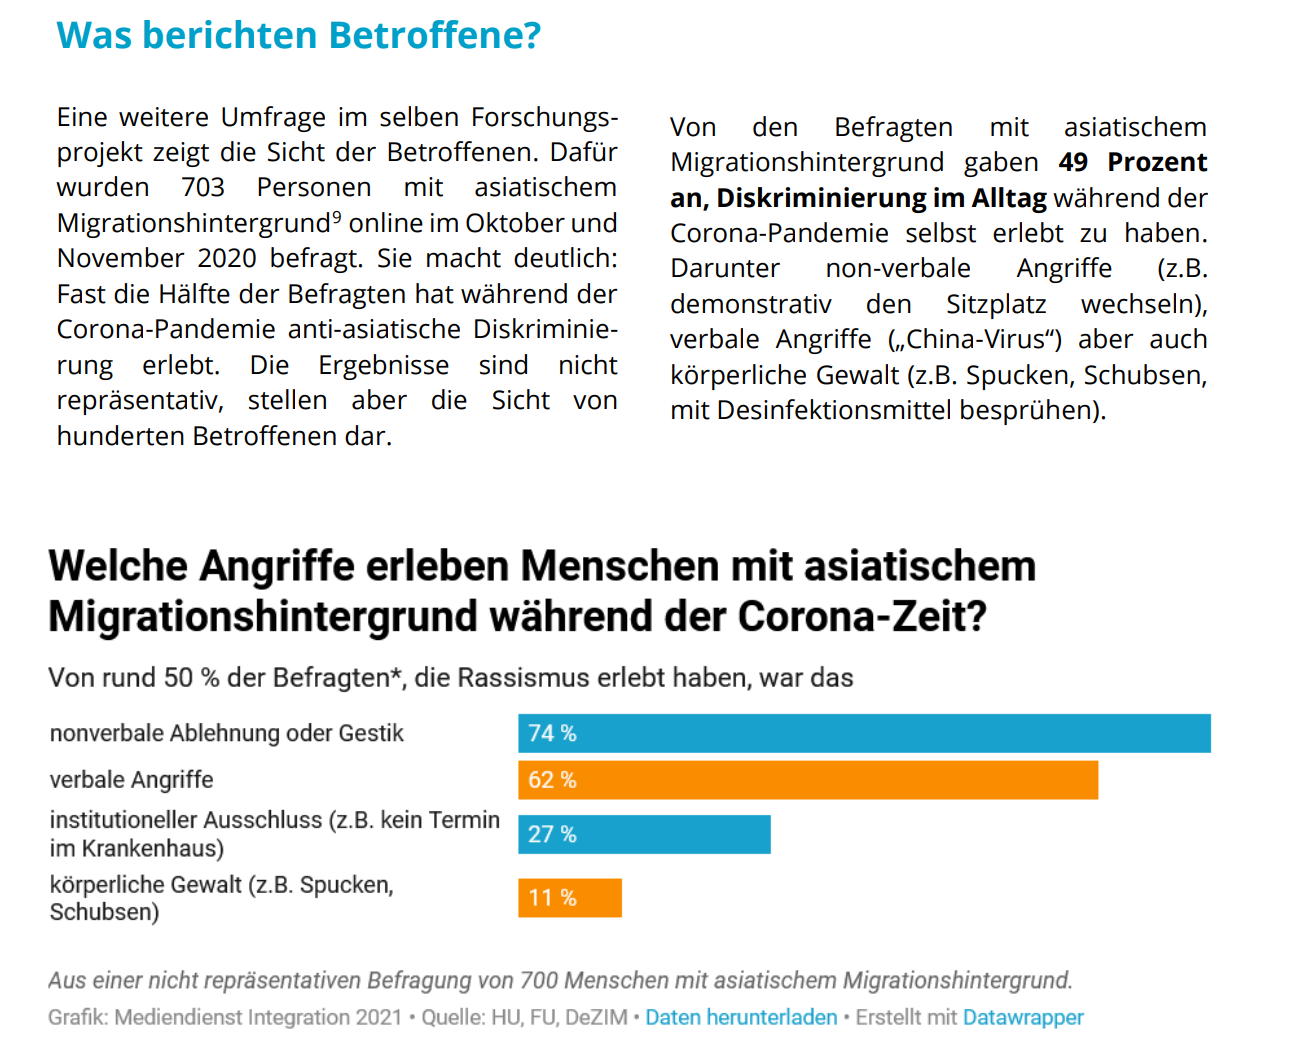 Was berichten Betroffene?
Eine weitere Umfrage im selben Forschungs-
projekt zeigt die Sicht der Betroffenen. Dafür
wurden 703 Personen mit asiatischem
Migrationshintergrund⁹ online im Oktober und
November 2020 befragt. Sie macht deutlich:
Fast die Hälfte der Befragten hat während der
Corona-Pandemie anti-asiatische Diskriminie-
rung erlebt. Die Ergebnisse sind nicht
repräsentativ, stellen aber die Sicht von
hunderten Betroffenen dar.
Von den Befragten mit asiatischem
Migrationshintergrund gaben 49 Prozent
an, Diskriminierung im Alltag während der
Corona-Pandemie selbst erlebt zu haben.
Darunter non-verbale Angriffe (z.B.
demonstrativ den Sitzplatz wechseln),
verbale Angriffe („China-Virus“) aber auch
körperliche Gewalt (z.B. Spucken, Schubsen,
mit Desinfektionsmittel besprühen).
Welche Angriffe erleben Menschen mit asiatischem
Migrationshintergrund während der Corona-Zeit?
Von rund 50 % der Befragten*, die Rassismus erlebt haben, war das
nonverbale Ablehnung oder Gestik 74 %
verbale Angriffe 62 %
institutioneller Ausschluss (z.B. kein Termin
im Krankenhaus) 27 %
körperliche Gewalt (z.B. Spucken,
Schubsen) 11 %
Aus einer nicht repräsentativen Befragung von 700 Menschen mit asiatischem Migrationshintergrund.
Grafik: Mediendienst Integration 2021 • Quelle: HU, FU, DeZIM • Daten herunterladen • Erstellt mit Datawrapper